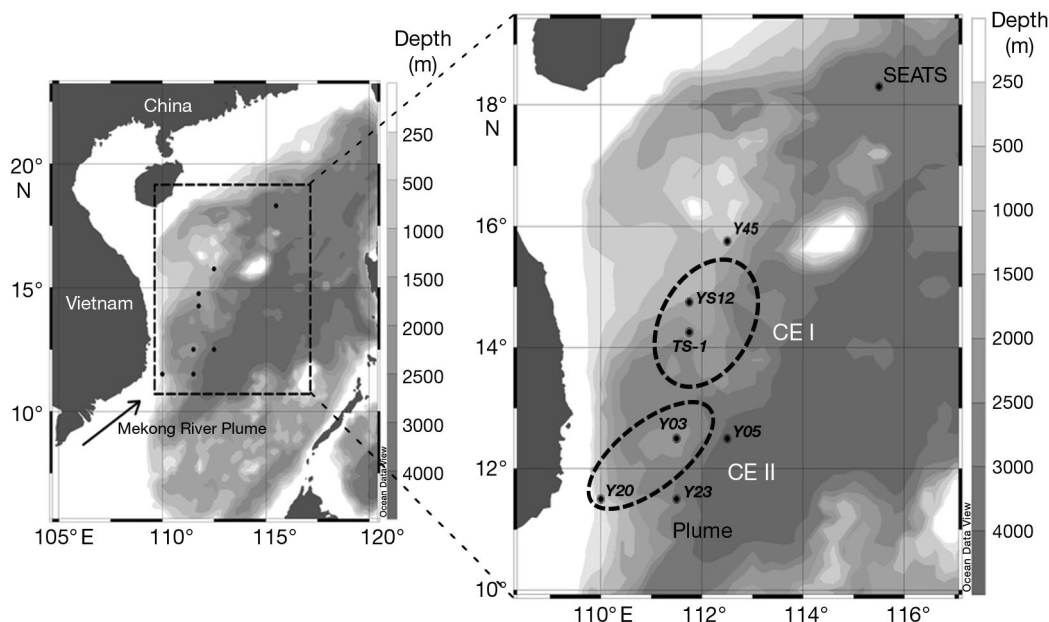 Depth
(m)
250
500
1000
1500
2000
2500
3000
4000
China
Vietnam
Mekong River Plume
20°
N
15°
10°
105° E
110°
115°
120°
Ocean Data View
Depth
(m)
250
500
1000
1500
2000
2500
3000
4000
18°
N
16°
14°
12°
10°
SEATS
Y45
YS12
CE I
TS-1
Y03
Y05
CE II
Y20
Y23
Plume
110° E
112°
114°
116°
Ocean Data View